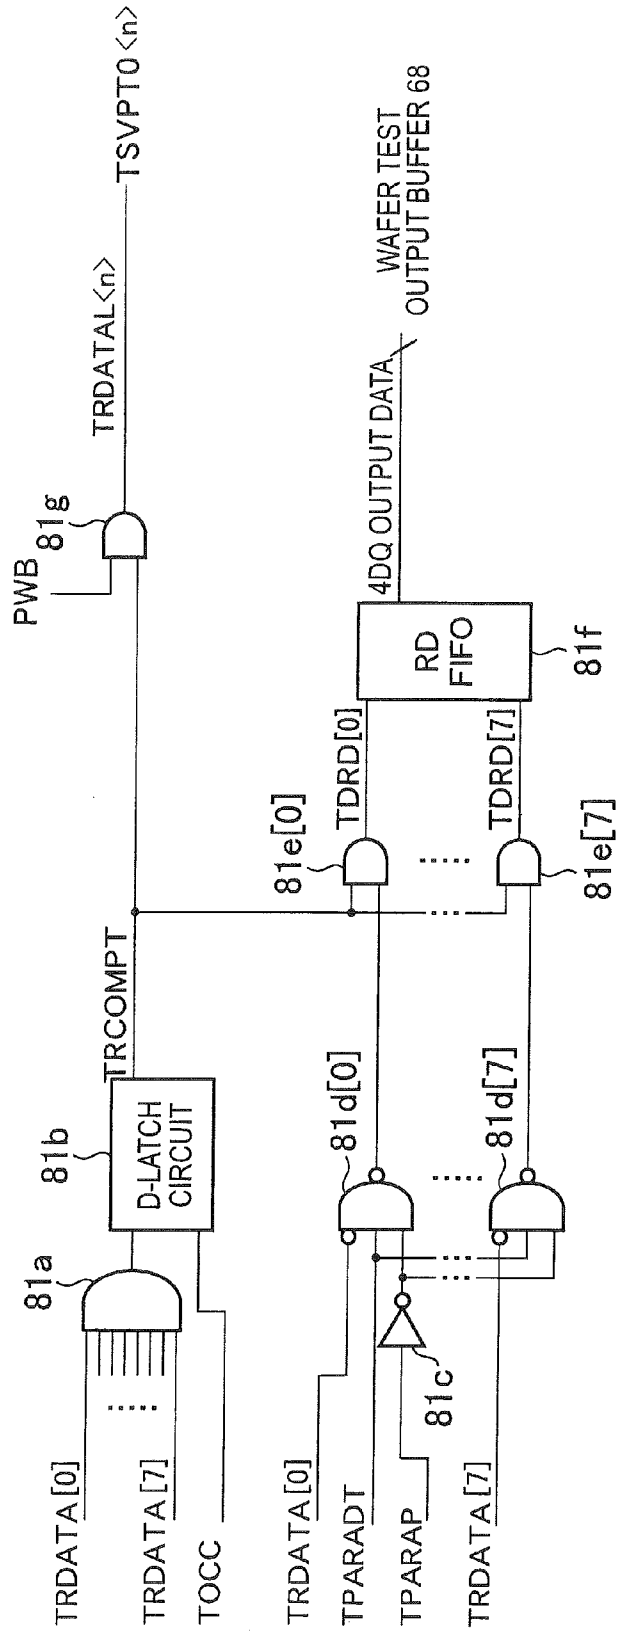 TRDATA[0]
TRDATA[7]
TOCC
81a
81b
D-LATCH
CIRCUIT
TRCOMPT
PWB
81g
TRDATAL<n>
TSVPTO<n>
TRDATA[0]
TPARADT
TPARAP
TRDATA[7]
81c
81d[0]
81d[7]
81e[0]
81e[7]
TDRD[0]
TDRD[7]
RD
FIFO
81f
4DQ OUTPUT DATA
WAFER TEST
OUTPUT BUFFER 68